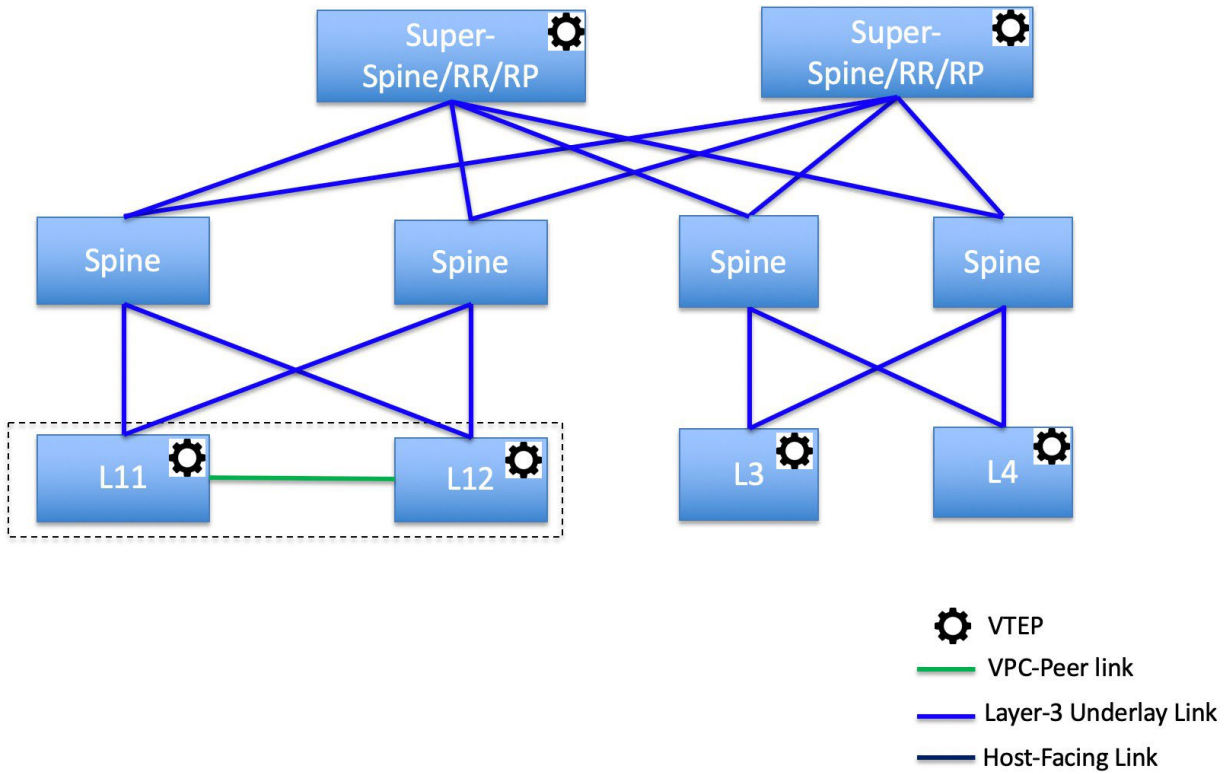 Super-
Spine/RR/RP
Super-
Spine/RR/RP
Spine
Spine
Spine
Spine
L11
L12
L3
L4
VTEP
VPC-Peer link
Layer-3 Underlay Link
Host-Facing Link